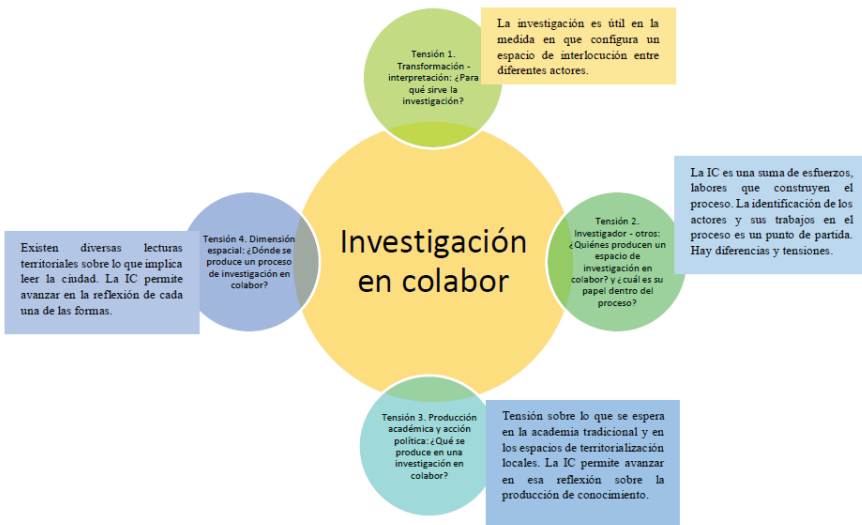 Tensión 1.
Transformación -
interpretación: ¿Para
qué sirve la
investigación?
La investigación es útil en la
medida en que configura un
espacio de interlocución entre
diferentes actores.
Investigación
en colabor
Tensión 2.
Investigador - otros:
¿Quiénes producen un
espacio de
investigación en
colabor? y ¿cuál es su
papel dentro del
proceso?
La IC es una suma de esfuerzos,
labores que construyen el
proceso. La identificación de los
actores y sus trabajos en el
proceso es un punto de partida.
Hay diferencias y tensiones.
Tensión 3. Producción
académica y acción
política: ¿Qué se
produce en una
investigación en
colabor?
Tensión sobre lo que se espera
en la academia tradicional y en
los espacios de territorialización
locales. La IC permite avanzar
en esa reflexión sobre la
producción de conocimiento.
Tensión 4. Dimensión
espacial: ¿Dónde se
produce un proceso
de investigación en
colabor?
Existen diversas lecturas
territoriales sobre lo que implica
leer la ciudad. La IC permite
avanzar en la reflexión de cada
una de las formas.